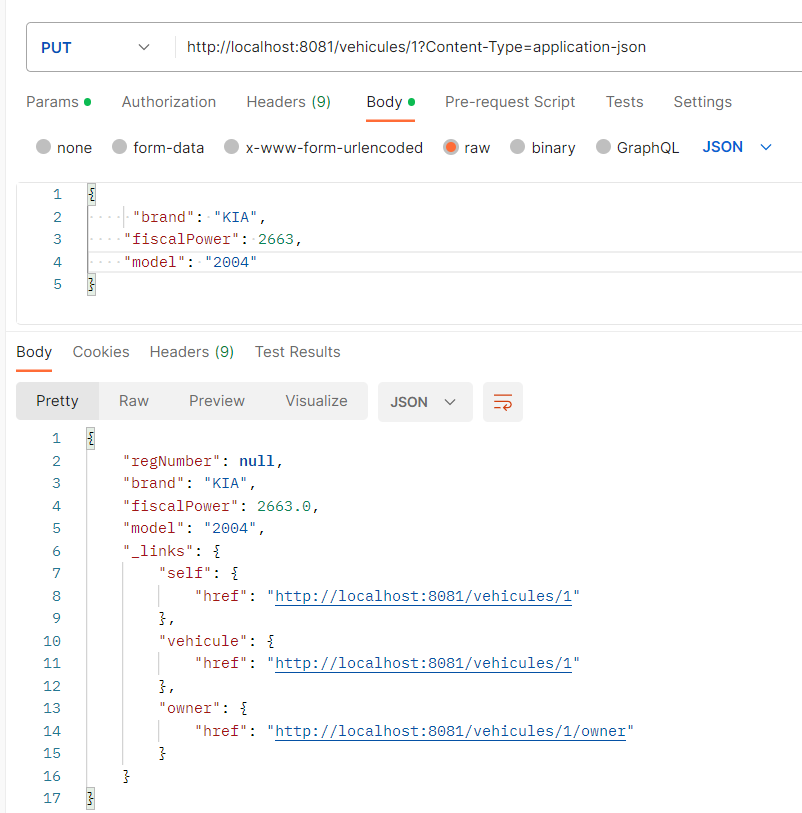 PUT http://localhost:8081/vehicules/1?Content-Type=application-json
Params Authorization Headers (9) Body Pre-request Script Tests Settings
none form-data x-www-form-urlencoded raw binary GraphQL JSON
1 {
2 "brand": "KIA",
3 "fiscalPower": 2663,
4 "model": "2004"
5 }
Body Cookies Headers (9) Test Results
Pretty Raw Preview Visualize JSON
1 {
2 "regNumber": null,
3 "brand": "KIA",
4 "fiscalPower": 2663.0,
5 "model": "2004",
6 "_links": {
7 "self": {
8 "href": "http://localhost:8081/vehicules/1"
9 },
10 "vehicule": {
11 "href": "http://localhost:8081/vehicules/1"
12 },
13 "owner": {
14 "href": "http://localhost:8081/vehicules/1/owner"
15 }
16 }
17 }